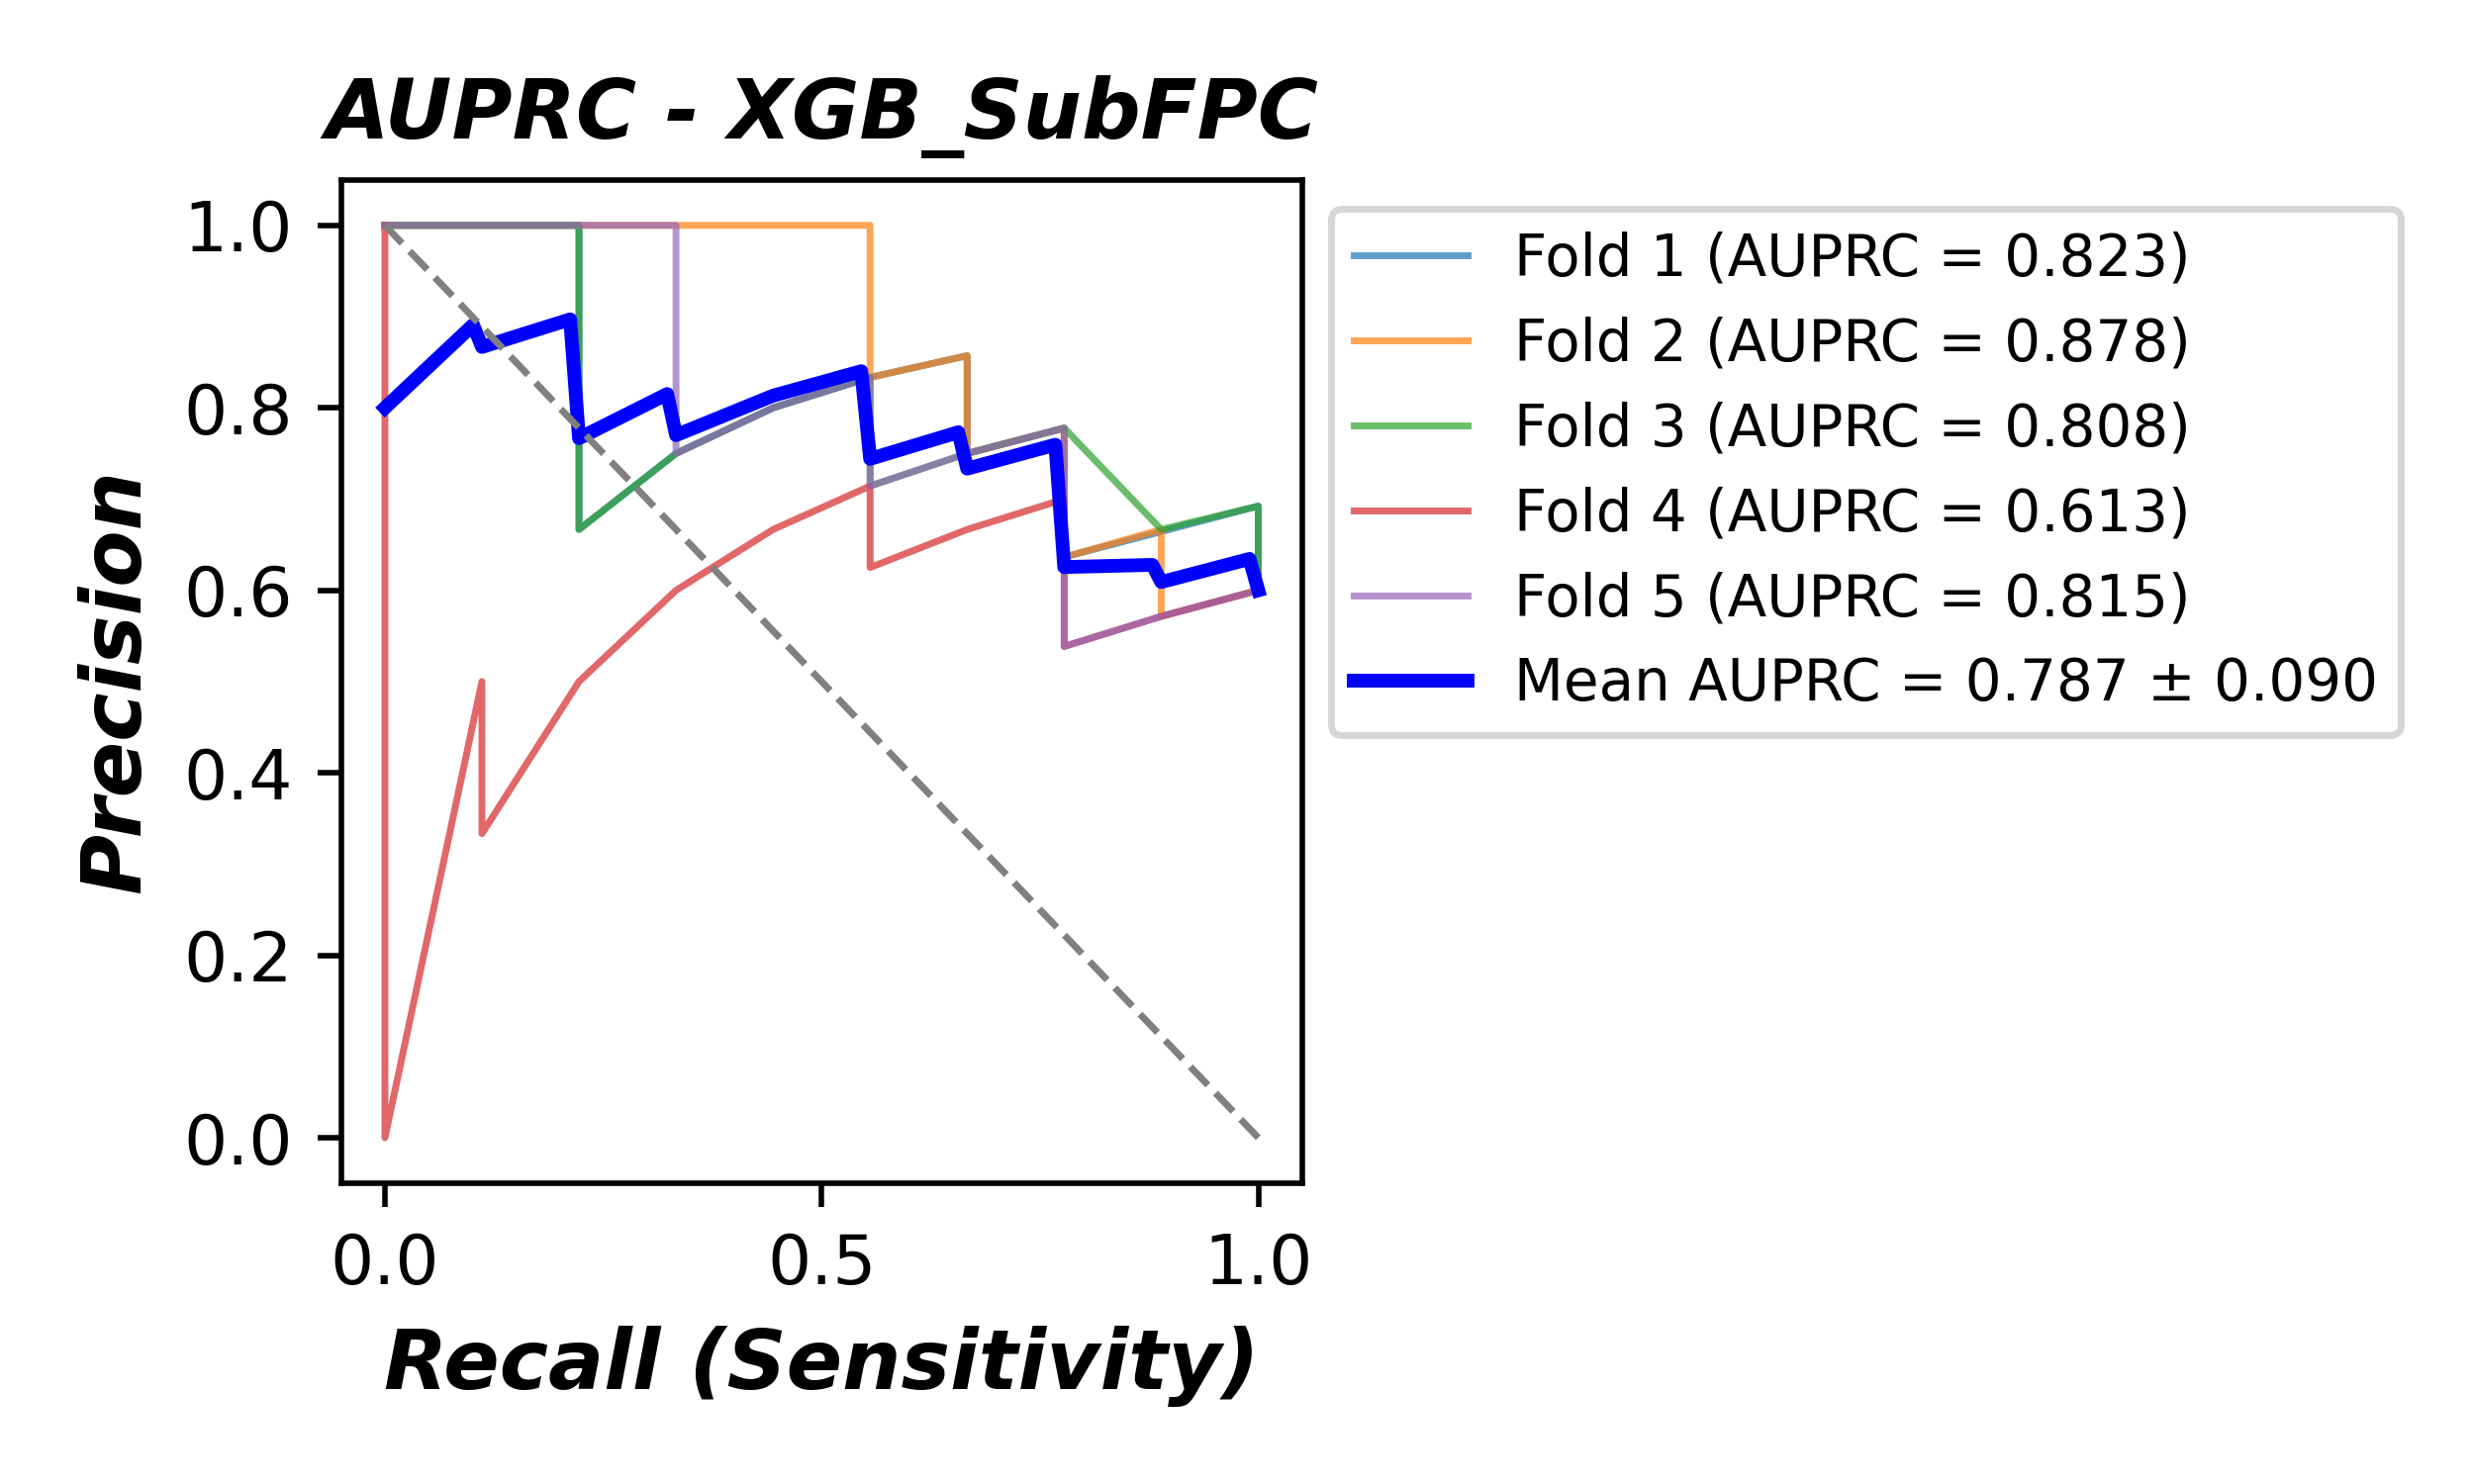 AUPRC - XGB_SubFPC
Precision
1.0
0.8
0.6
0.4
0.2
0.0
0.0 0.5 1.0
Recall (Sensitivity)
Fold 1 (AUPRC = 0.823)
Fold 2 (AUPRC = 0.878)
Fold 3 (AUPRC = 0.808)
Fold 4 (AUPRC = 0.613)
Fold 5 (AUPRC = 0.815)
Mean AUPRC = 0.787 ± 0.090